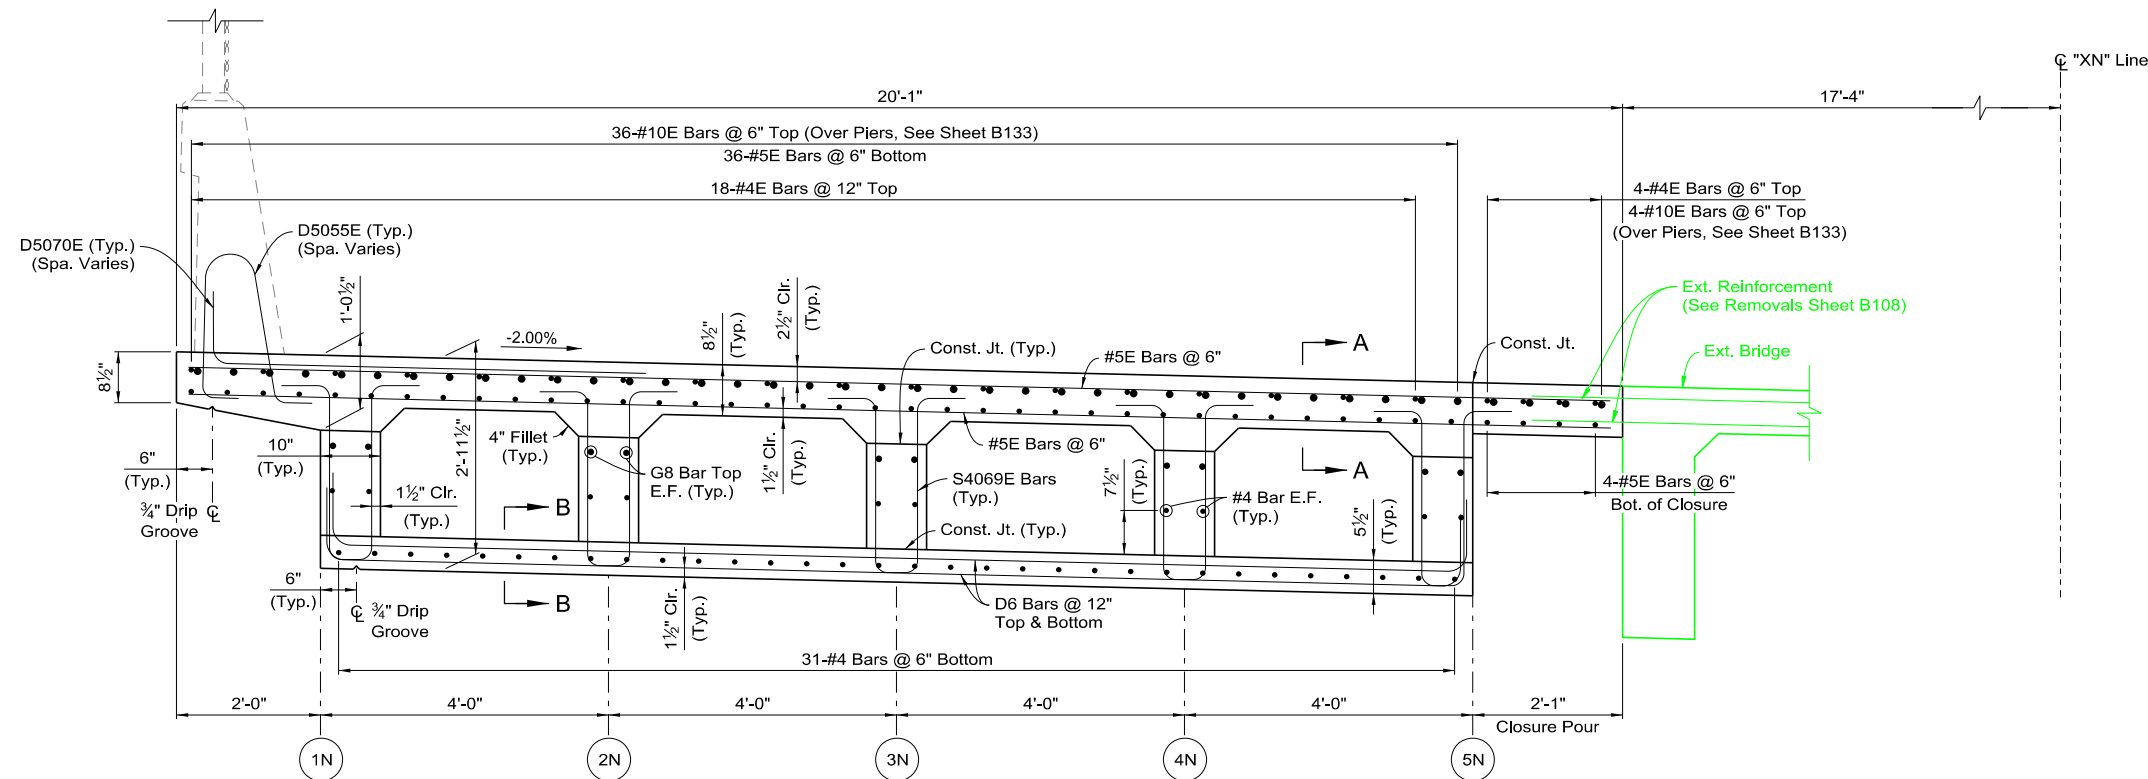 ℄ "XN" Line
20'-1"
17'-4"
36-#10E Bars @ 6" Top (Over Piers, See Sheet B133)
36-#5E Bars @ 6" Bottom
18-#4E Bars @ 12" Top
4-#4E Bars @ 6" Top
4-#10E Bars @ 6" Top
(Over Piers, See Sheet B133)
D5070E (Typ.)
(Spa. Varies)
D5055E (Typ.)
(Spa. Varies)
1'-0½"
-2.00%
8½"
(Typ.)
2½" Clr.
(Typ.)
Const. Jt. (Typ.)
#5E Bars @ 6"
A
Const. Jt.
Ext. Reinforcement
(See Removals Sheet B108)
Ext. Bridge
8½"
10"
(Typ.)
2'-11½"
4" Fillet
(Typ.)
G8 Bar Top
E.F. (Typ.)
1½" Clr.
(Typ.)
#5E Bars @ 6"
S4069E Bars
(Typ.)
7½"
(Typ.)
A
#4 Bar E.F.
(Typ.)
4-#5E Bars @ 6"
Bot. of Closure
6"
(Typ.)
¾" Drip ℄
Groove
1½" Clr.
(Typ.)
B
Const. Jt. (Typ.)
5½"
(Typ.)
6"
(Typ.)
℄ ¾" Drip
Groove
B
1½" Clr.
(Typ.)
D6 Bars @ 12"
Top & Bottom
31-#4 Bars @ 6" Bottom
2'-0"
4'-0"
4'-0"
4'-0"
4'-0"
2'-1"
Closure Pour
1N
2N
3N
4N
5N